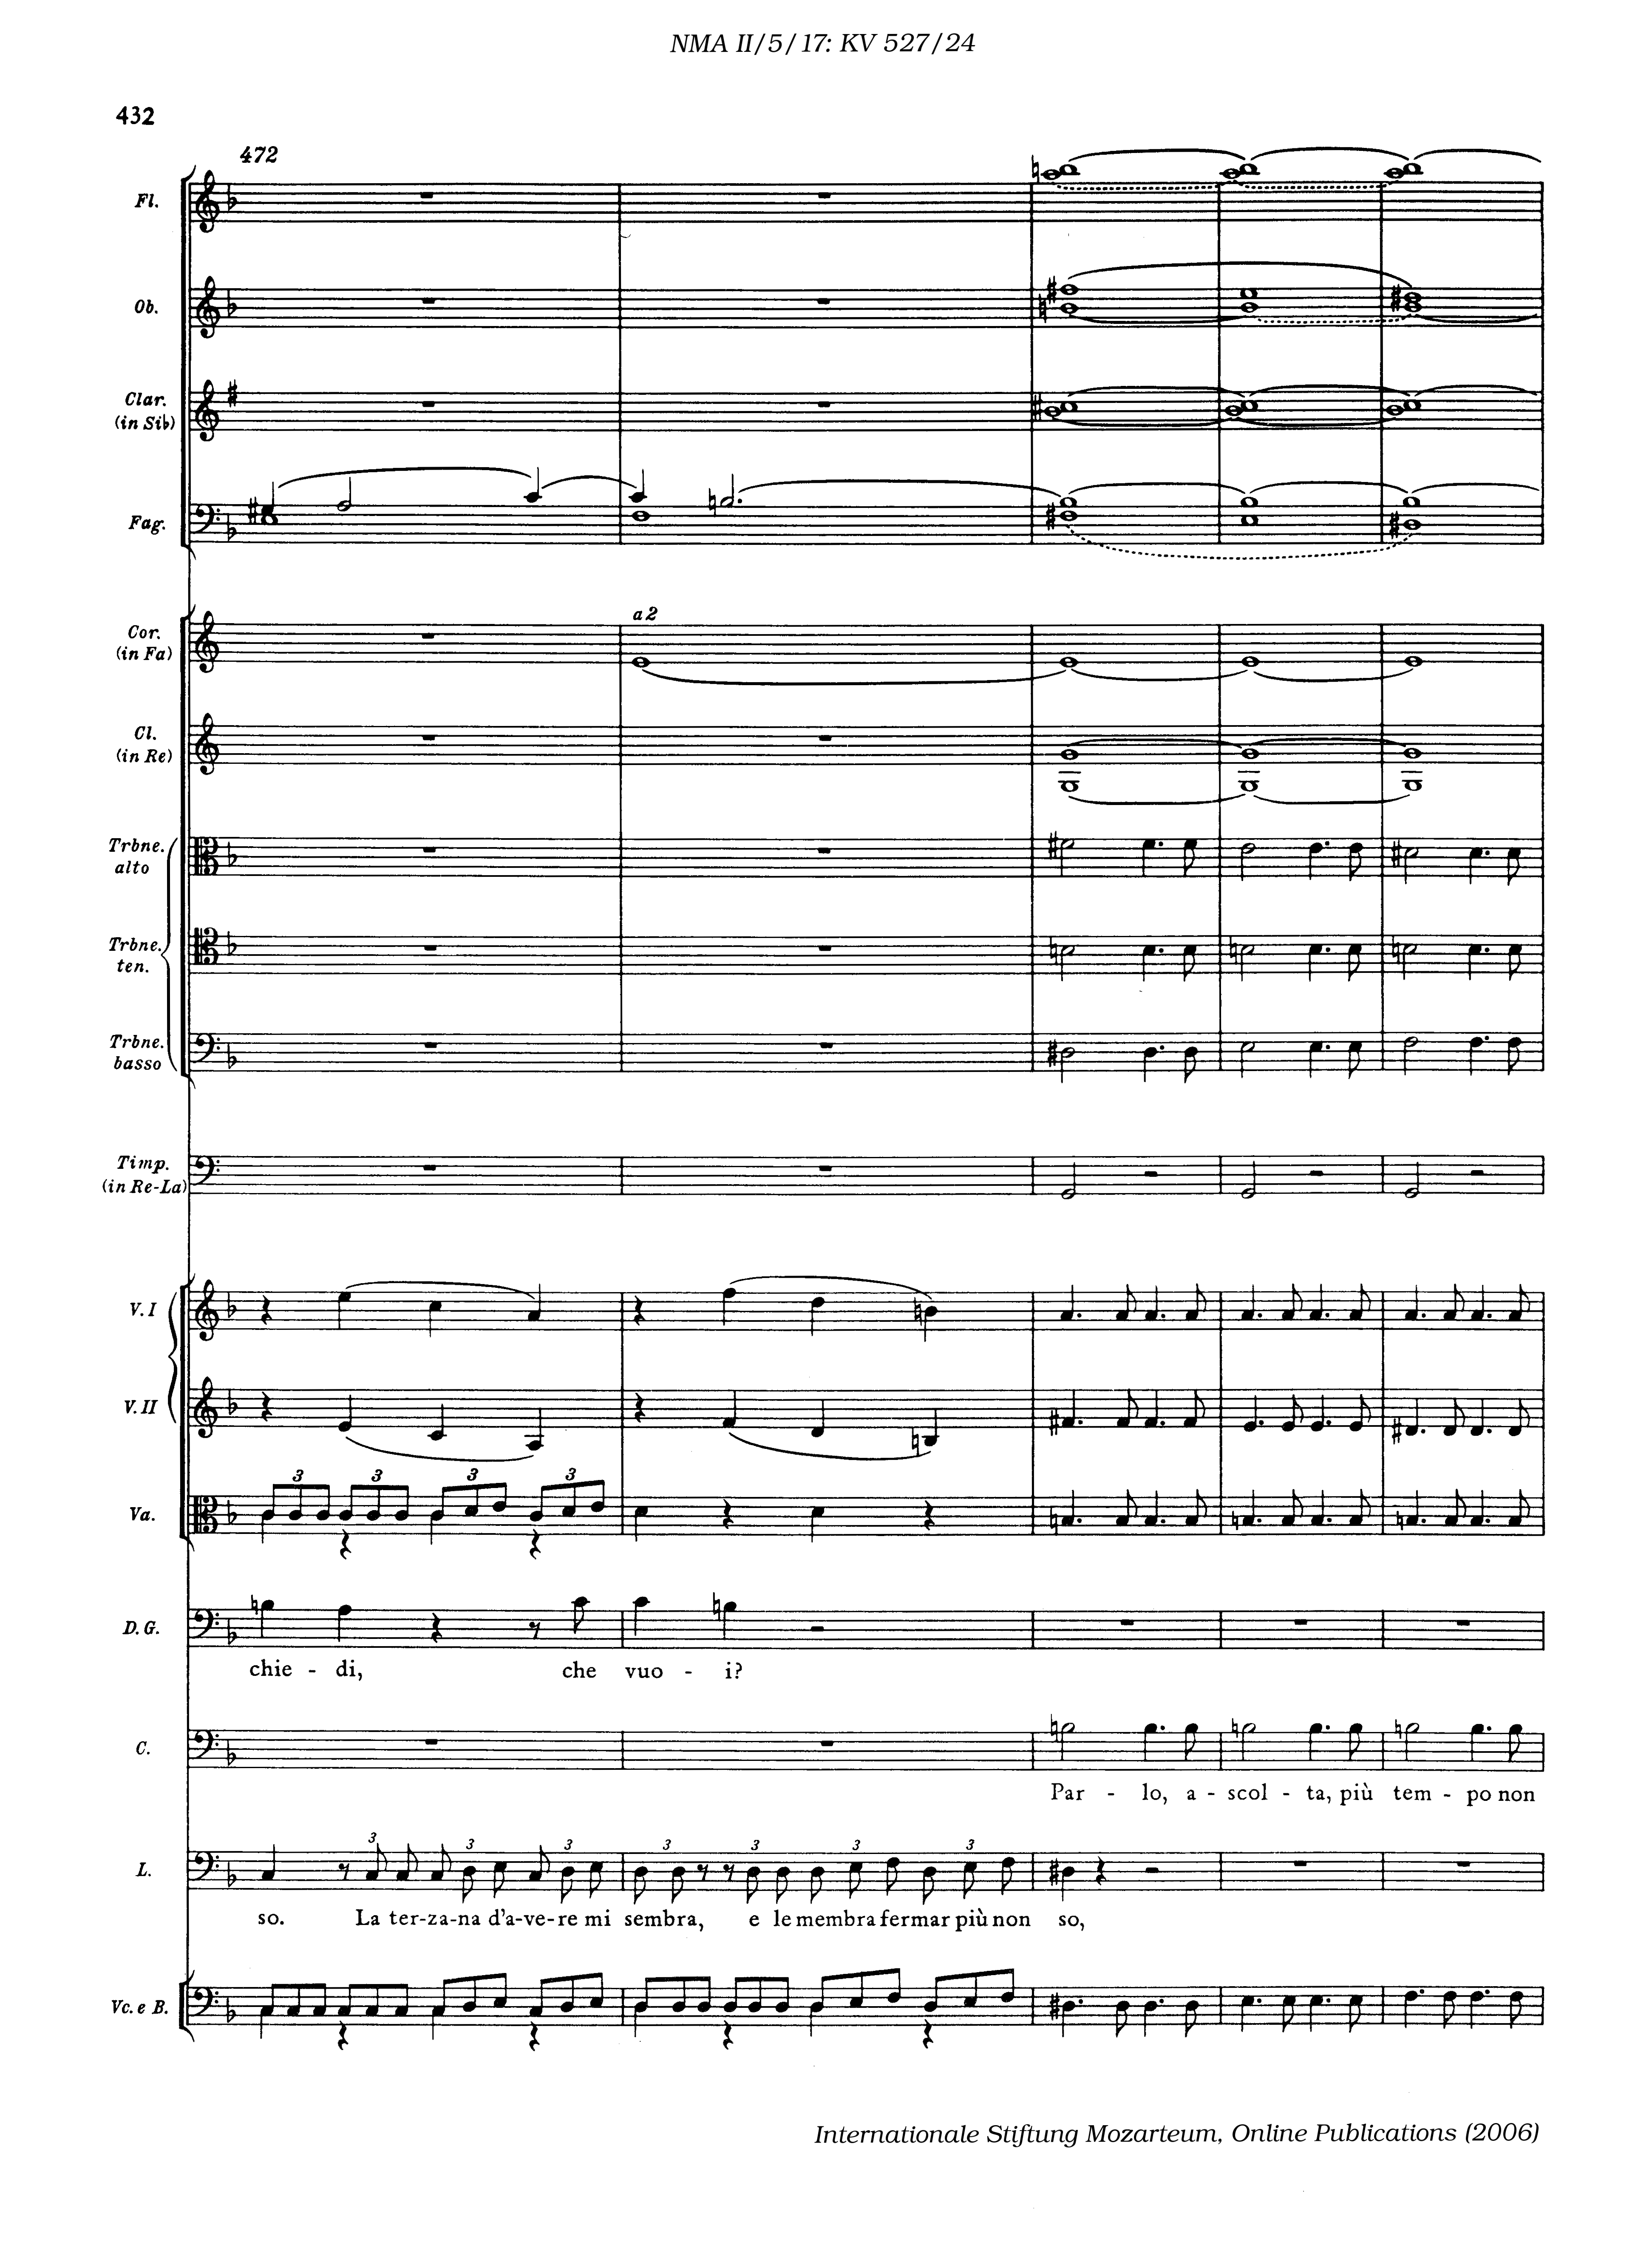 NMA II/5/17: KV 527/24
432
472
Fl.
Ob.
Clar.
(in Sib)
Fag.
a2
Cor.
(in Fa)
Cl.
(in Re)
Trbne.
alto
Trbne.
ten.
Trbne.
basso
Timp.
(in Re-La)
V. I
V. II
3 3 3 3
Va.
D. G.
chie - di, che vuo - i?
C.
Par - lo, a - scol - ta, più tem - po non
3 3 3 3 3 3 3
L.
so. La ter-za-na d'a-ve-re mi sembra, e le membra fermar più non so,
Vc. e B.
Internationale Stiftung Mozarteum, Online Publications (2006)